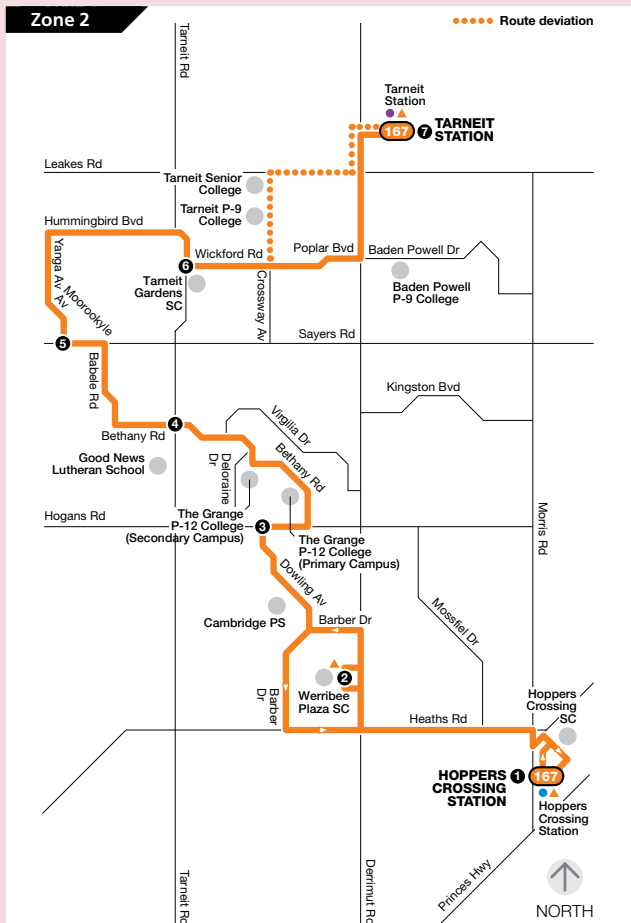 Zone 2
Route deviation
Tarneit Rd
Tarneit
Station
167
7
TARNEIT
STATION
Leakes Rd
Tarneit Senior
College
Tarneit P-9
College
Hummingbird Bvd
Wickford Rd
Poplar Bvd
Baden Powell Dr
6
Tarneit
Gardens
SC
Crossway Av
Baden Powell
P-9 College
Yanga Av
Moorookyle
Av
Sayers Rd
5
Babele Rd
Kingston Bvd
Bethany Rd
4
Virgilia Dr
Good News
Lutheran School
Deloraine
Dr
Bethany Rd
Hogans Rd
The Grange
P-12 College
(Secondary Campus)
3
The Grange
P-12 College
(Primary Campus)
Morris Rd
Dowling Av
Cambridge PS
Barber Dr
Mossfiel Dr
2
Werribee
Plaza SC
Barber
Dr
Heaths Rd
Hoppers
Crossing
SC
HOPPERS
CROSSING
STATION
1
167
Hoppers
Crossing
Station
Tarneit Rd
Derrimut Rd
Princes Hwy
NORTH